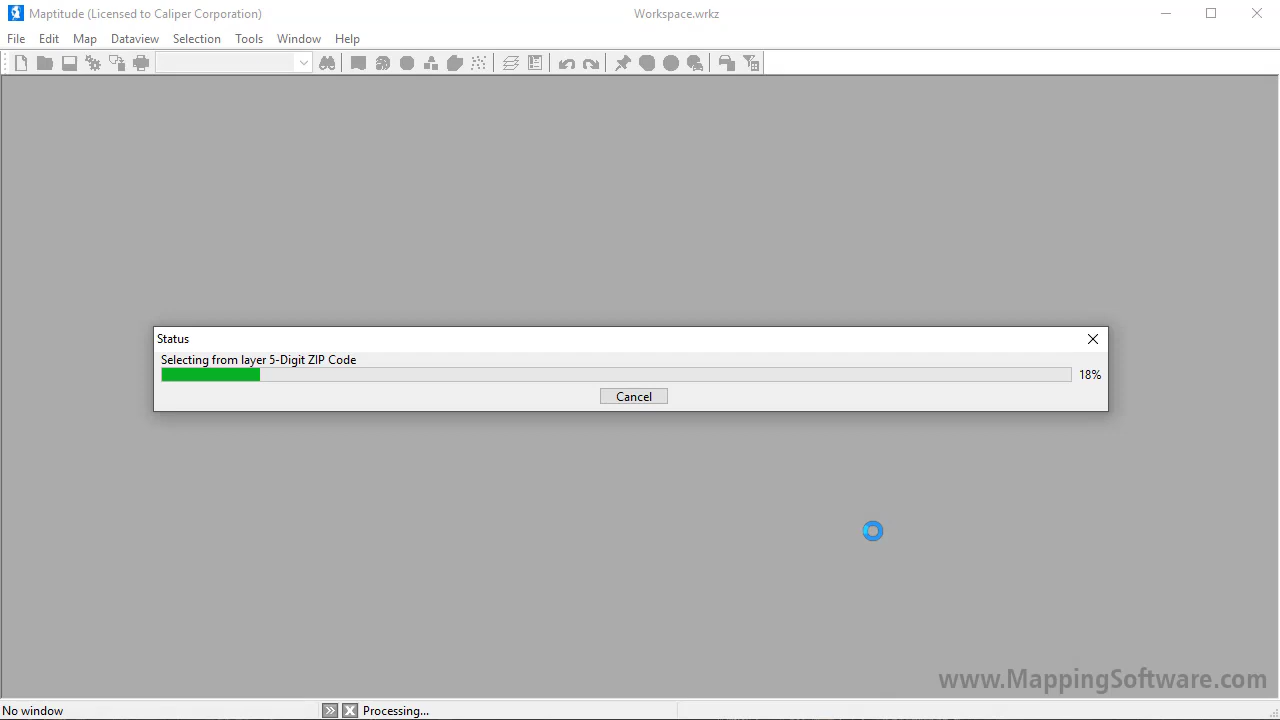 Maptitude (Licensed to Caliper Corporation)
Workspace.wrkz
File Edit Map Dataview Selection Tools Window Help
Status
Selecting from layer 5-Digit ZIP Code
18%
Cancel
www.MappingSoftware.com
No window
Processing...